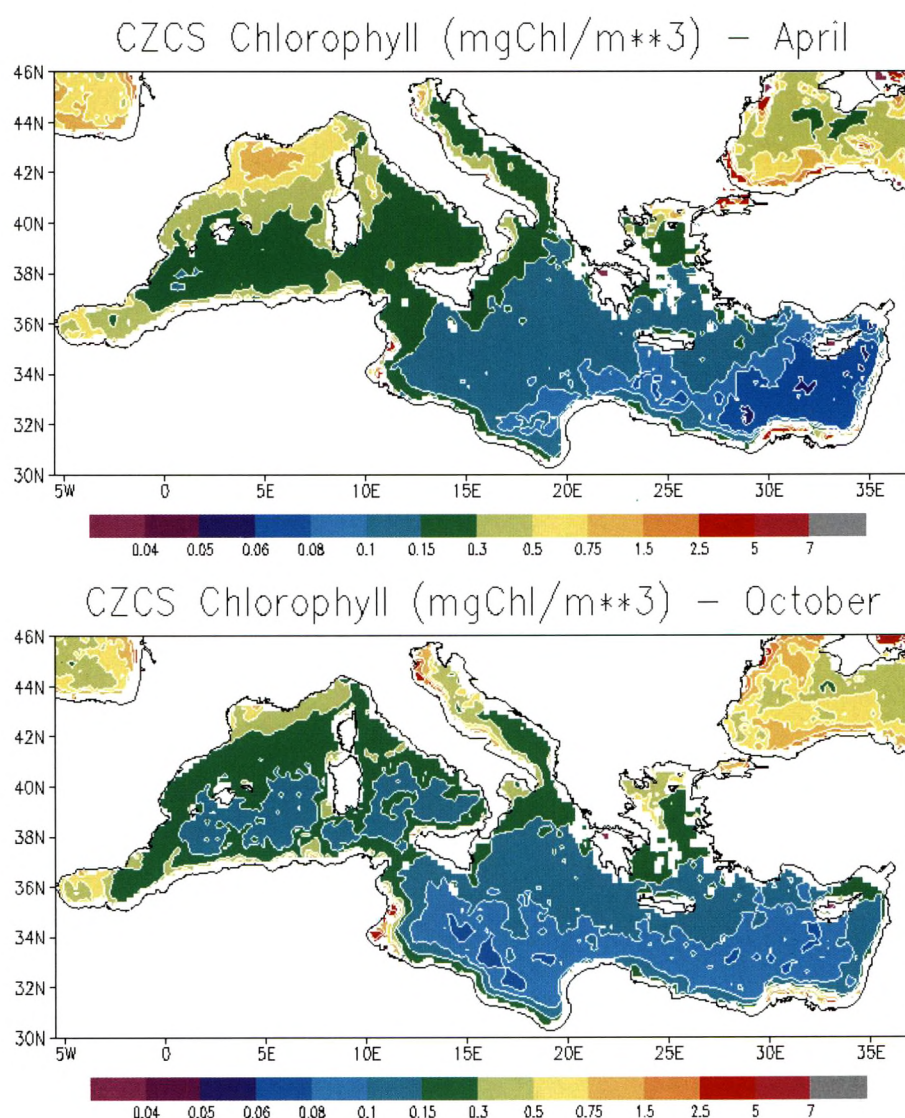 CZCS Chlorophyll (mgChl/m**3) – April
46N
44N
42N
40N
38N
36N
34N
32N
30N
5W 0 5E 10E 15E 20E 25E 30E 35E
0.04 0.05 0.06 0.08 0.1 0.15 0.3 0.5 0.75 1.5 2.5 5 7
CZCS Chlorophyll (mgChl/m**3) – October
46N
44N
42N
40N
38N
36N
34N
32N
30N
5W 0 5E 10E 15E 20E 25E 30E 35E
0.04 0.05 0.06 0.08 0.1 0.15 0.3 0.5 0.75 1.5 2.5 5 7